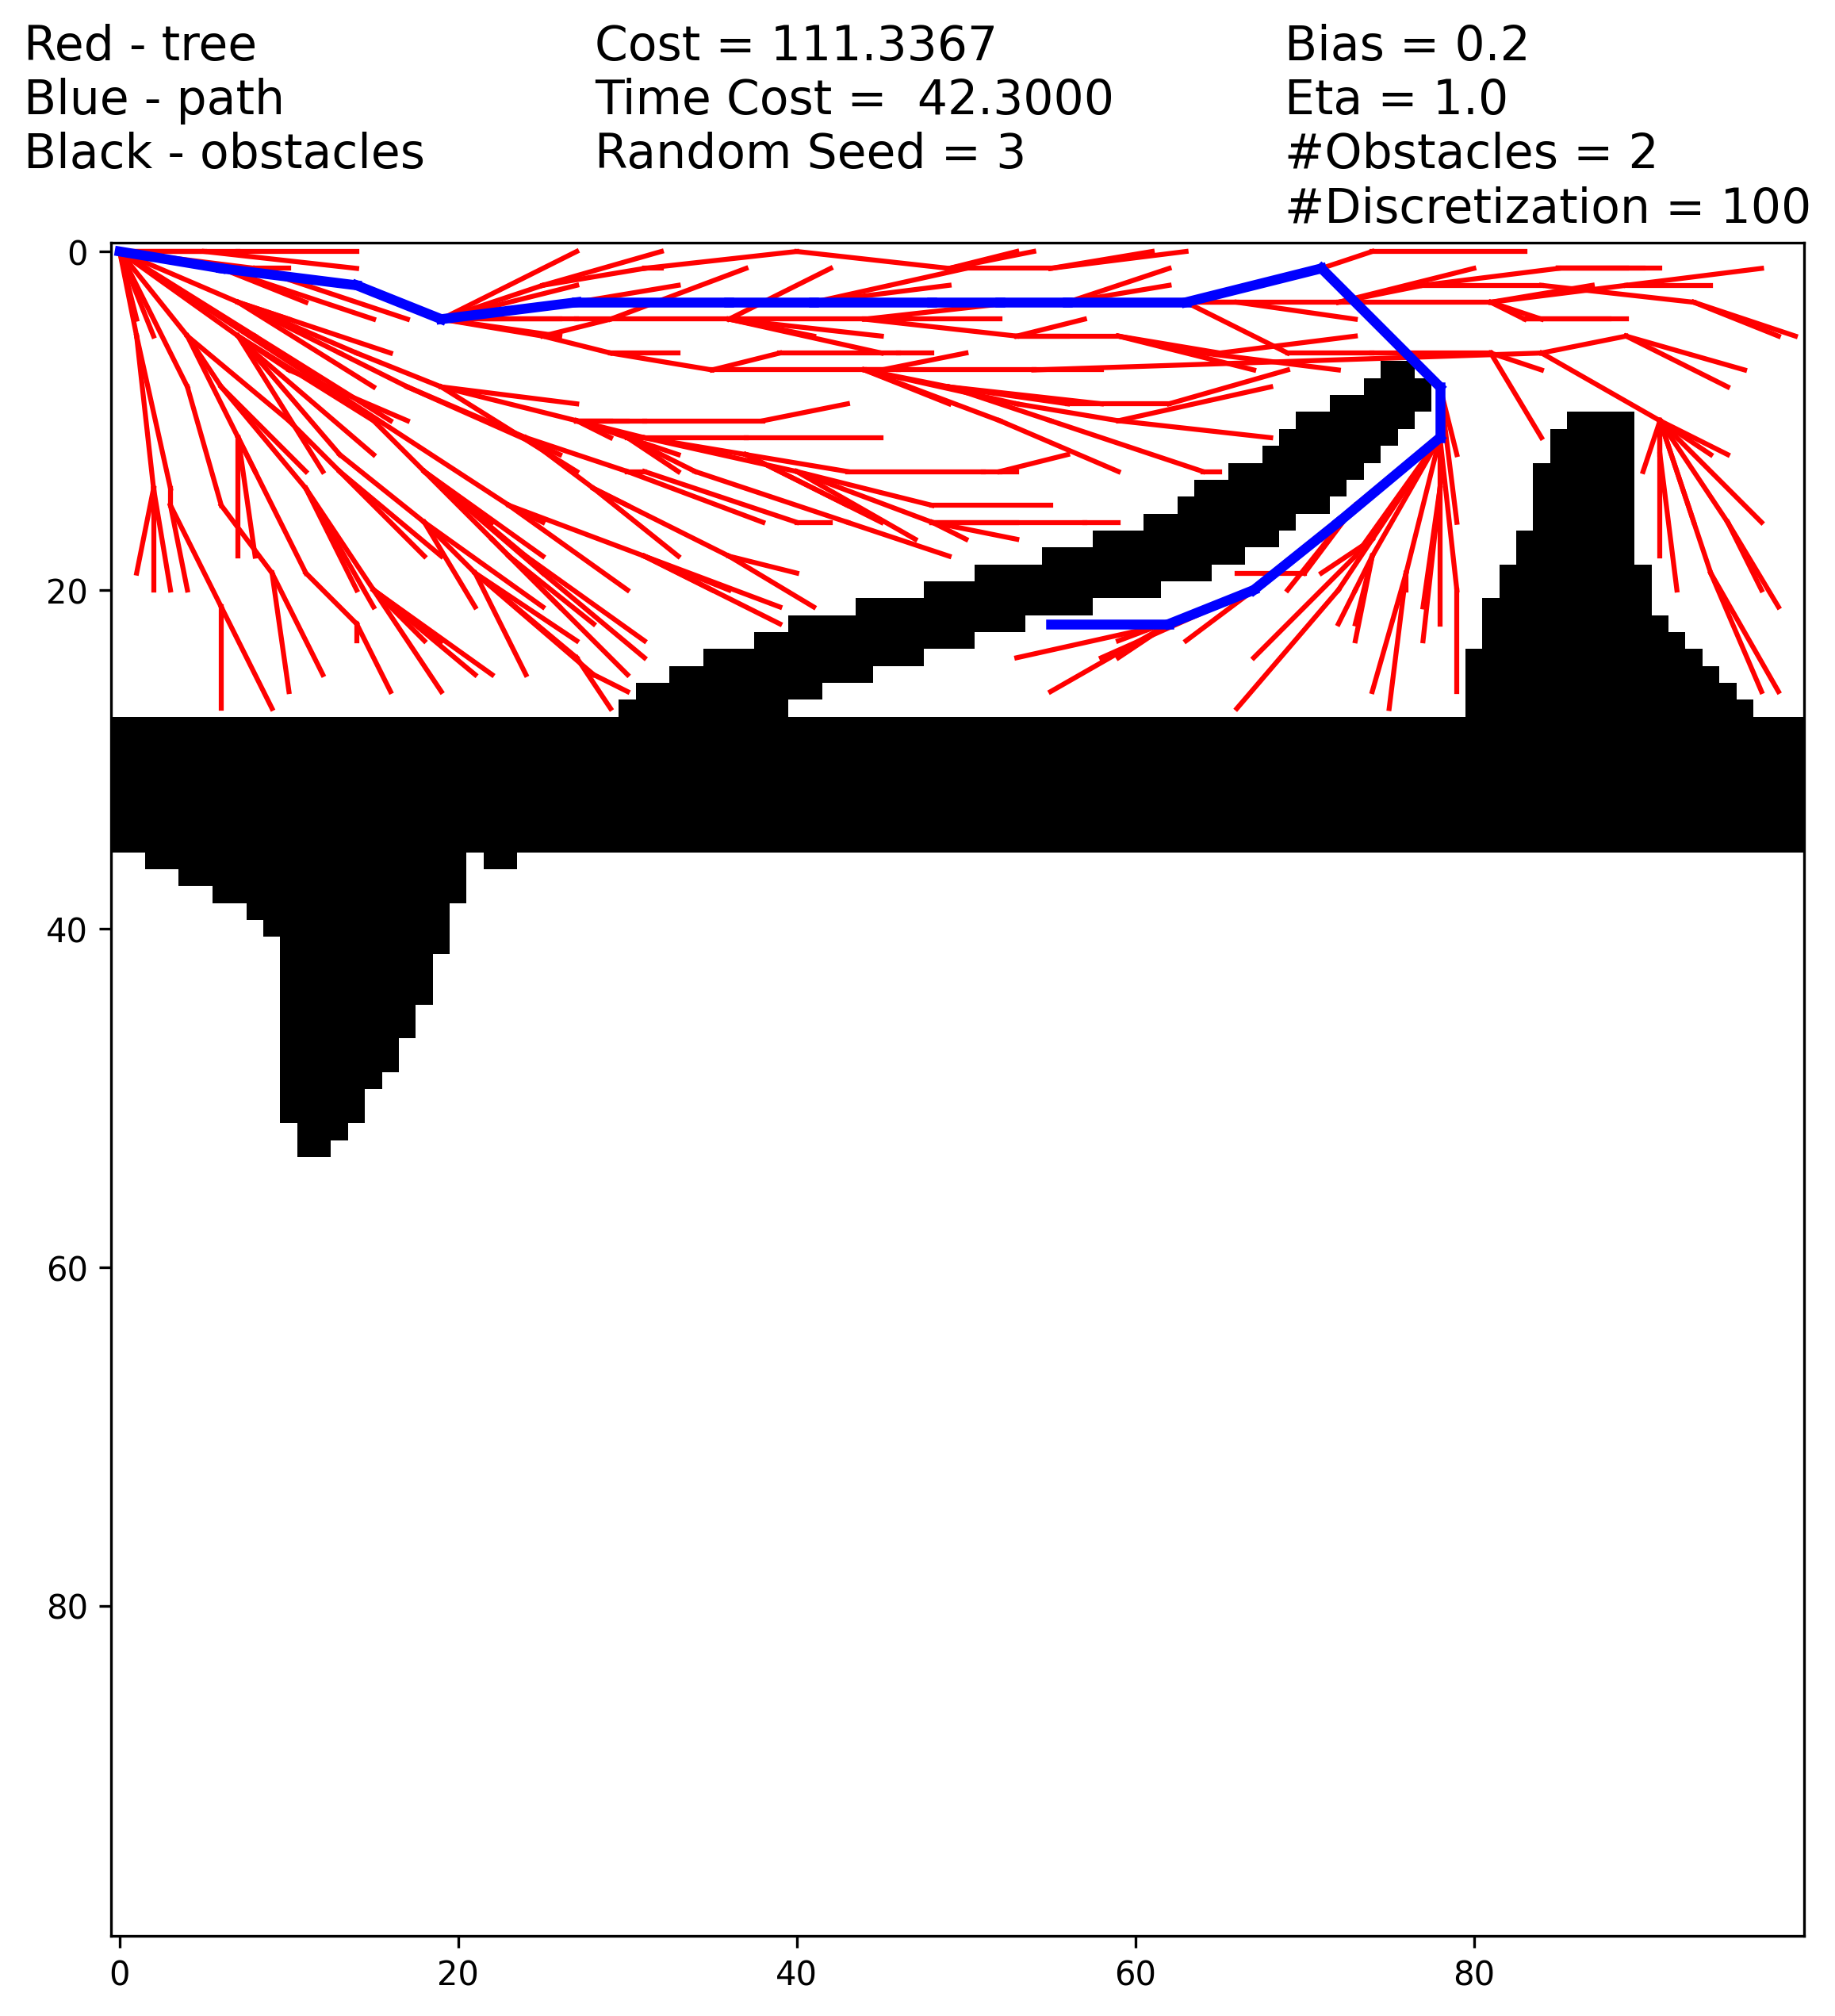 Red - tree
Blue - path
Black - obstacles
Cost = 111.3367
Time Cost =  42.3000
Random Seed = 3
Bias = 0.2
Eta = 1.0
#Obstacles = 2
#Discretization = 100
0
20
40
60
80
0
20
40
60
80